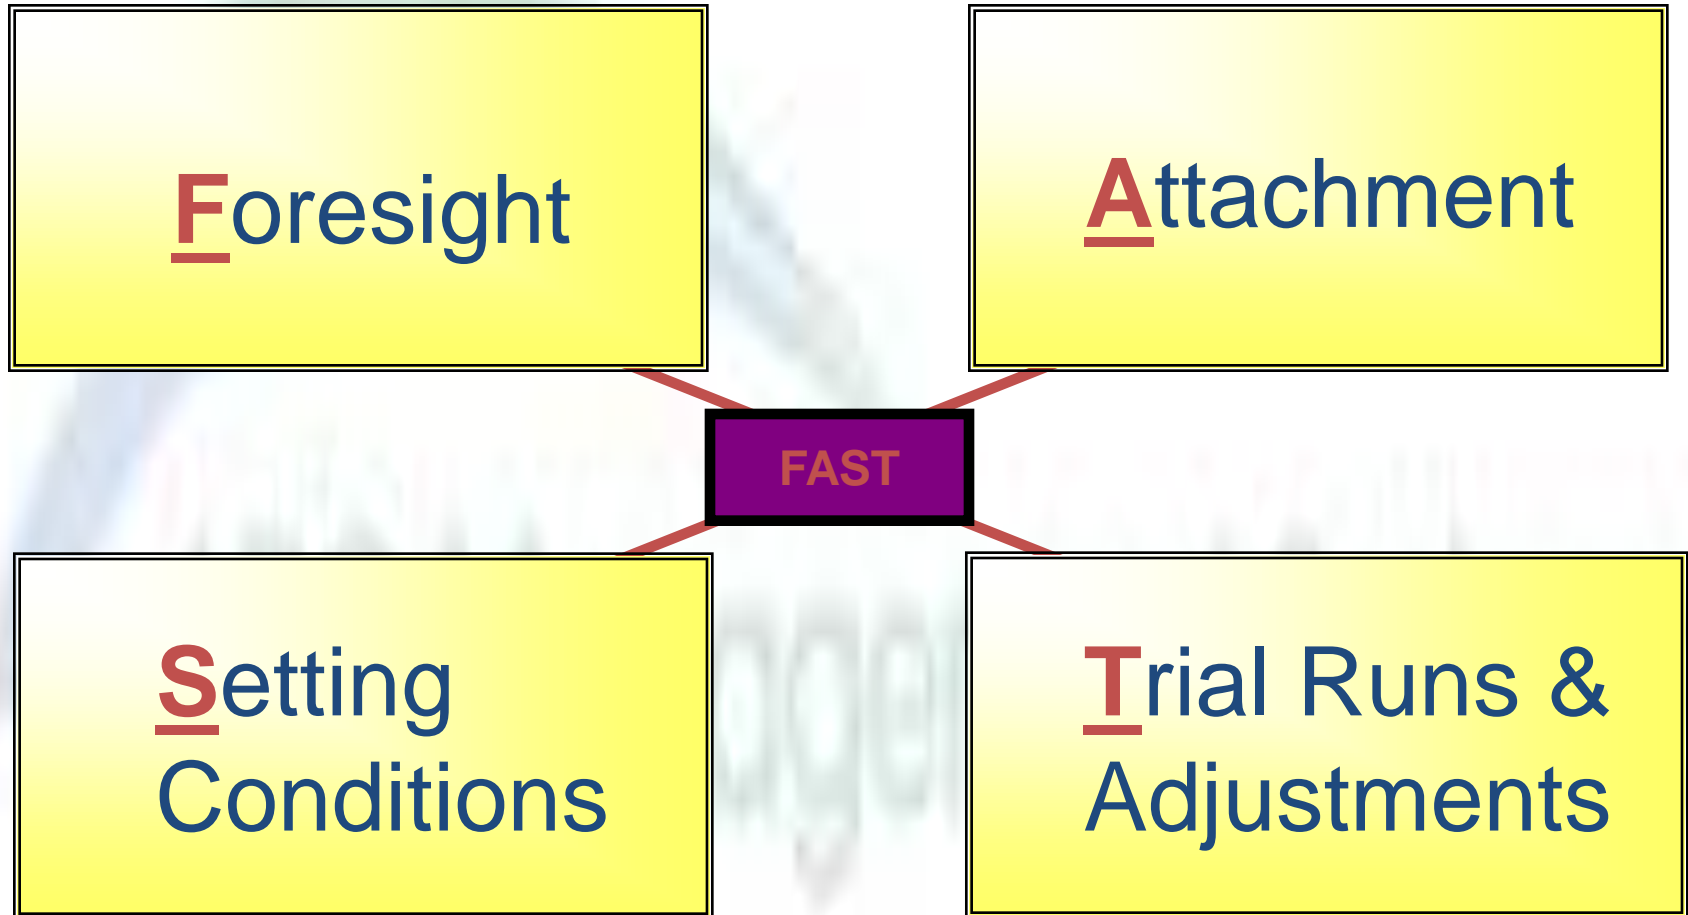 Foresight
Attachment
FAST
Setting
Conditions
Trial Runs &
Adjustments